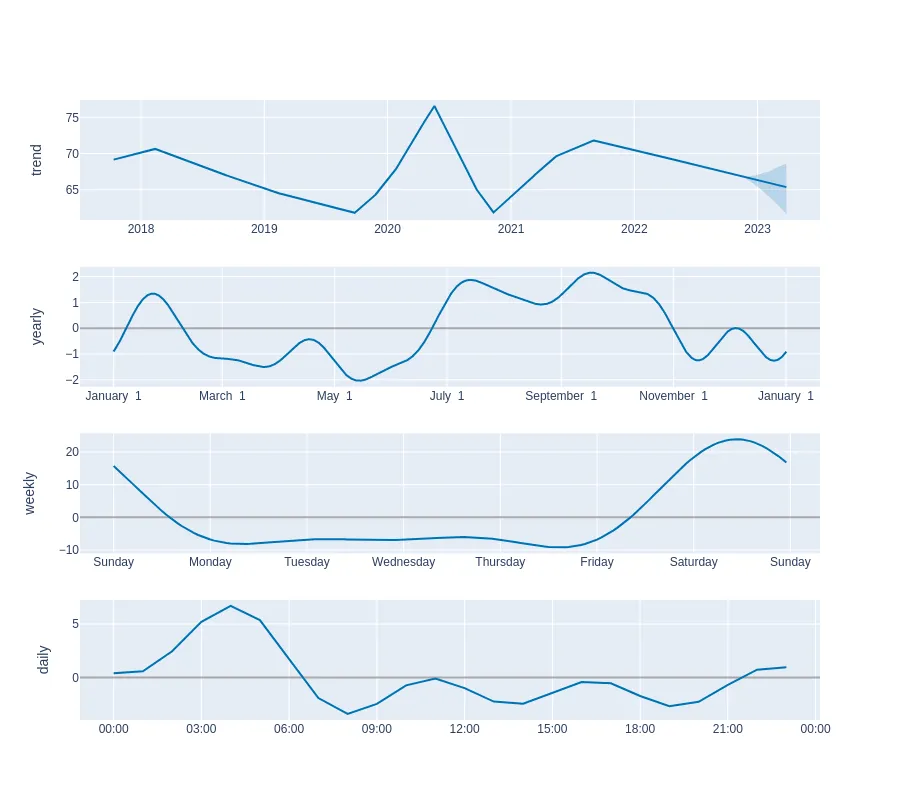 trend
75
70
65
2018 2019 2020 2021 2022 2023
yearly
2
1
0
−1
−2
January 1 March 1 May 1 July 1 September 1 November 1 January 1
weekly
20
10
0
−10
Sunday Monday Tuesday Wednesday Thursday Friday Saturday Sunday
daily
5
0
00:00 03:00 06:00 09:00 12:00 15:00 18:00 21:00 00:00